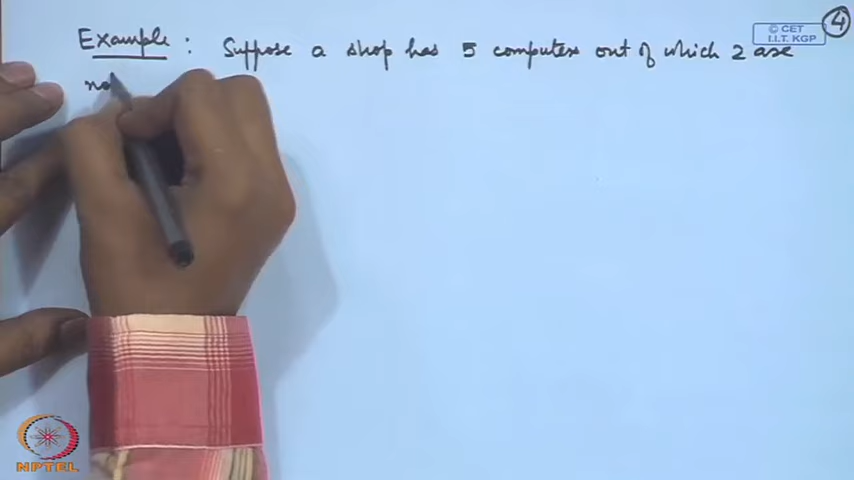 Example : Suppose a shop has 5 computers out of which 2 are
© CET
I.I.T. KGP
4
NPTEL